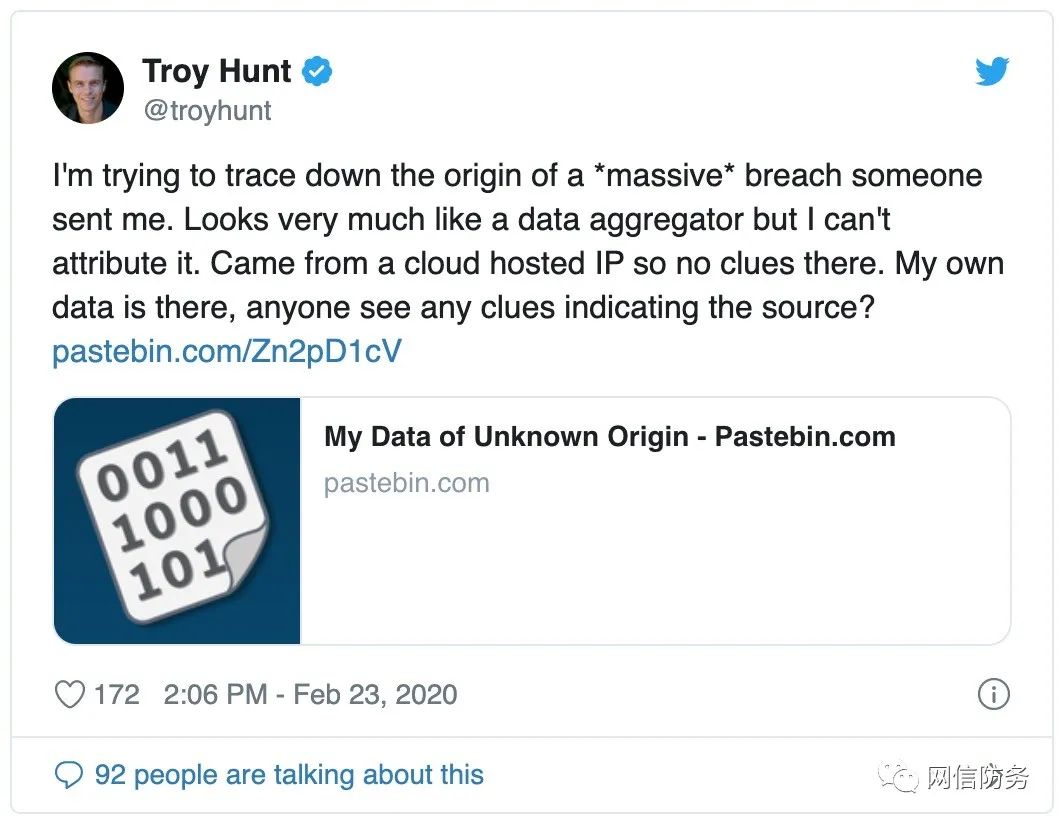 Troy Hunt
@troyhunt
I'm trying to trace down the origin of a *massive* breach someone
sent me. Looks very much like a data aggregator but I can't
attribute it. Came from a cloud hosted IP so no clues there. My own
data is there, anyone see any clues indicating the source?
pastebin.com/Zn2pD1cV
0011
1000
101
My Data of Unknown Origin - Pastebin.com
pastebin.com
172 2:06 PM - Feb 23, 2020
92 people are talking about this
网信防务